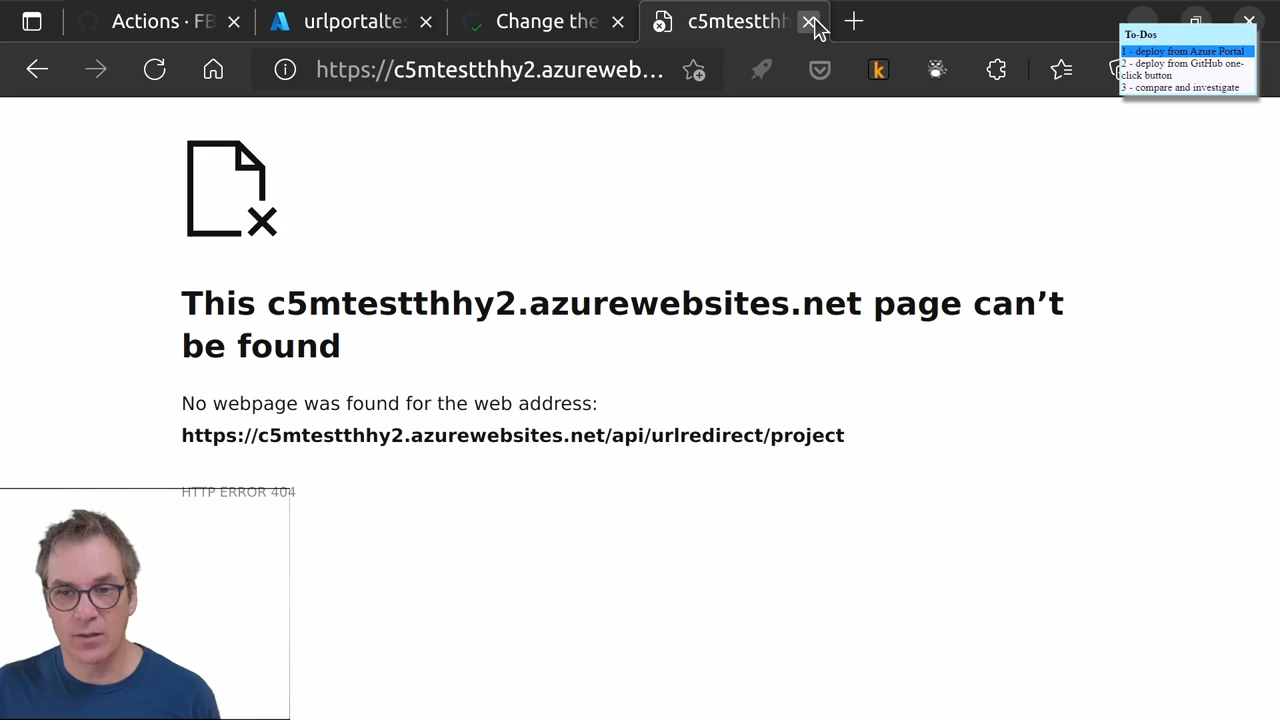 Actions · FB
urlportaltes
Change the
c5mtestthh
https://c5mtestthhy2.azureweb…
To-Dos
1 - deploy from Azure Portal
2 - deploy from GitHub one-
click button
3 - compare and investigate
This c5mtestthhy2.azurewebsites.net page can’t
be found
No webpage was found for the web address:
https://c5mtestthhy2.azurewebsites.net/api/urlredirect/project
HTTP ERROR 404